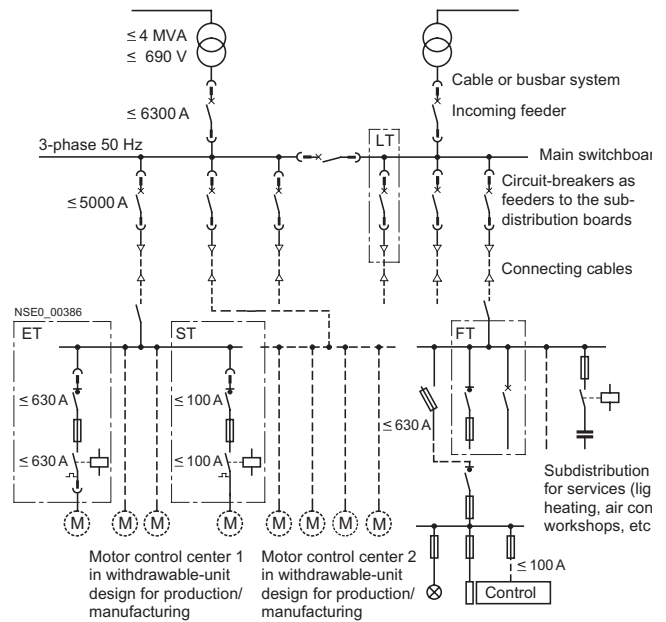 ≤ 4 MVA
≤ 690 V
Cable or busbar system
≤ 6300 A
Incoming feeder
3-phase 50 Hz
LT
Main switchboar
≤ 5000 A
Circuit-breakers as
feeders to the sub-
distribution boards
Connecting cables
NSE0_00386
ET
ST
FT
≤ 630 A
≤ 100 A
≤ 630 A
≤ 630 A
≤ 100 A
Subdistribution
for services (lig
heating, air con
workshops, etc
M
M
M
M
M
M
M
M
Motor control center 1
in withdrawable-unit
design for production/
manufacturing
Motor control center 2
in withdrawable-unit
design for production/
manufacturing
≤ 100 A
Control